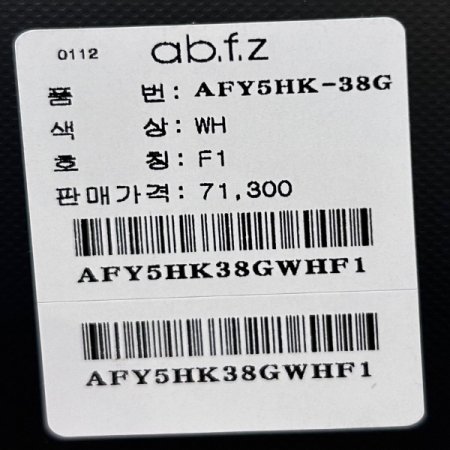 0112 ab.f.z
품 번: AFY5HK-38G
색 상: WH
호 칭: F1
판매가격: 71,300
AFY5HK38GWHF1
AFY5HK38GWHF1